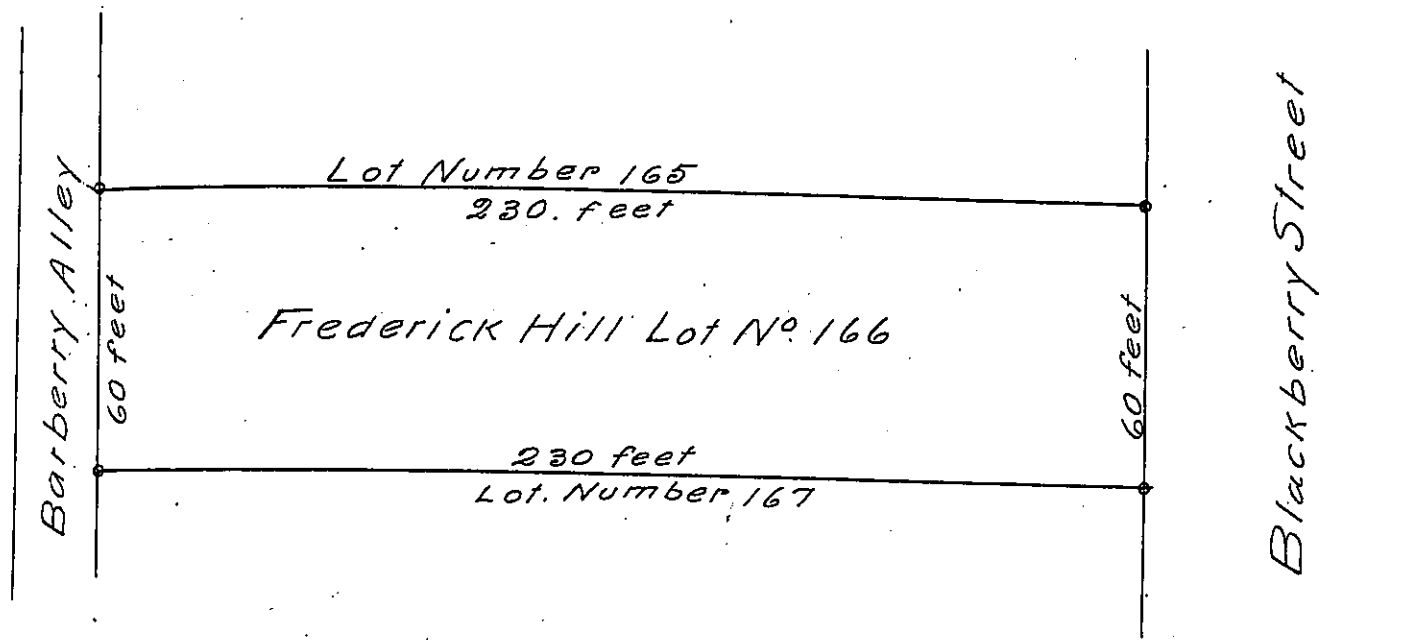 Barberry Alley
Lot Number 165
230. feet
60 feet
Frederick Hill Lot Nº 166
60 feet
230 feet
Lot. Number 167
Blackberry Street